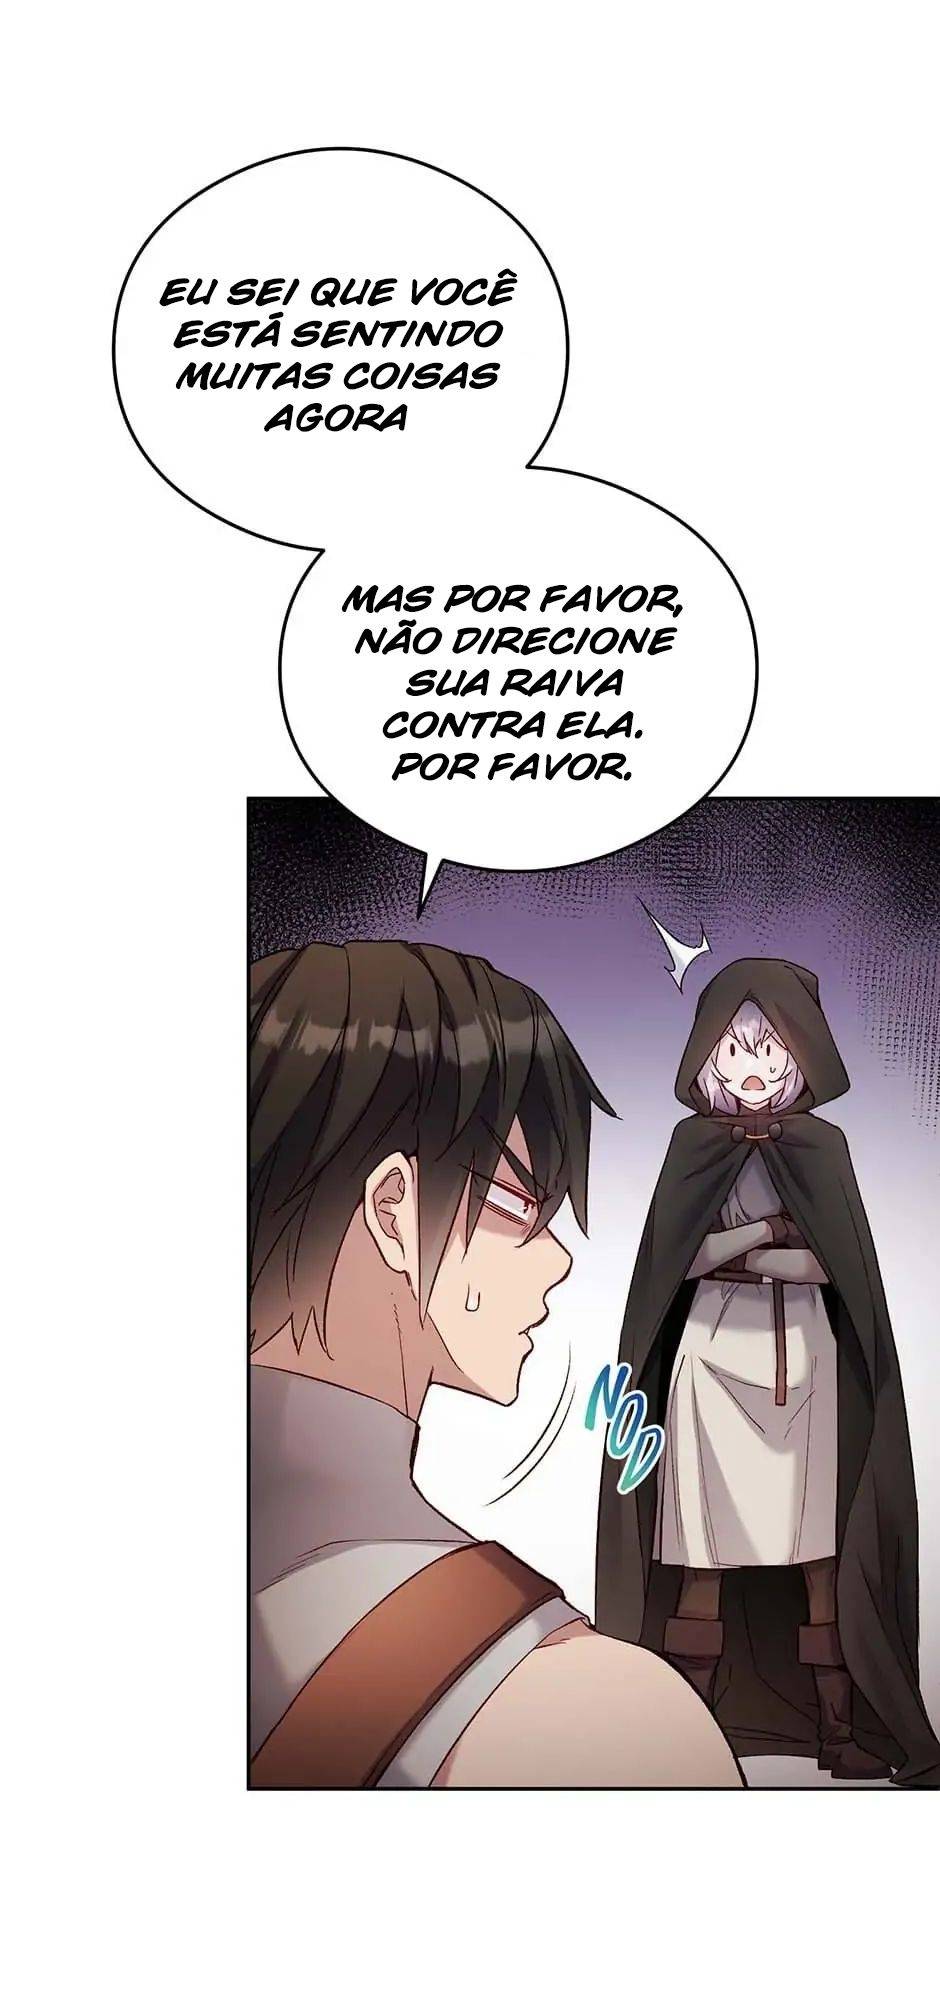 EU SEI QUE VOCÊ
ESTÁ SENTINDO
MUITAS COISAS
AGORA
MAS POR FAVOR,
NÃO DIRECIONE
SUA RAIVA
CONTRA ELA.
POR FAVOR.
NOD